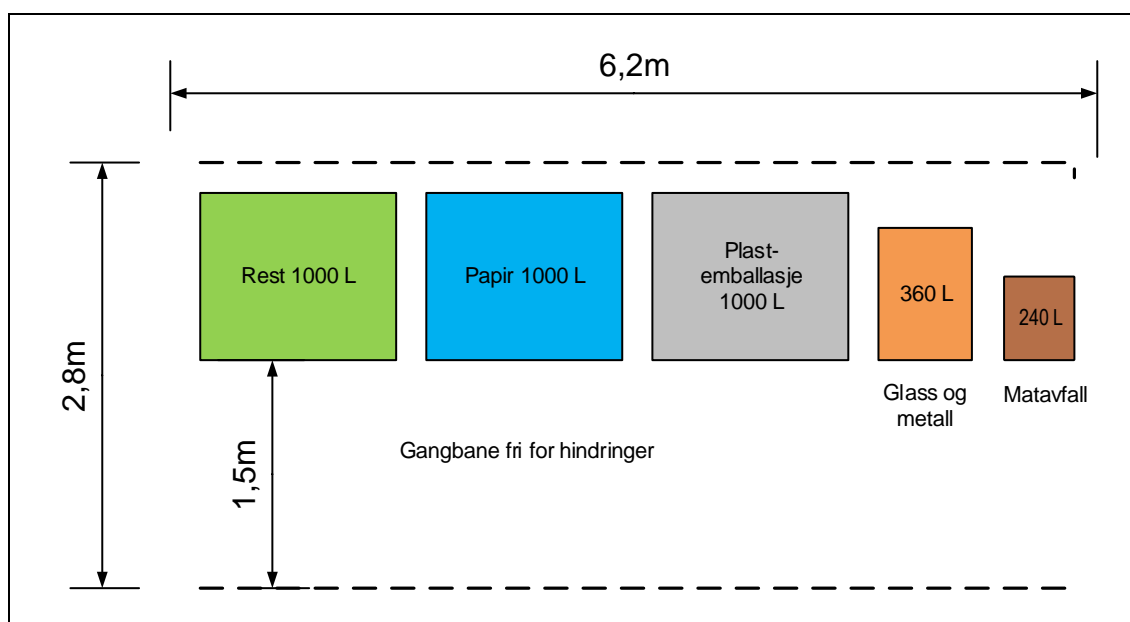 6,2m
2,8m
Rest 1000 L
Papir 1000 L
Plast-
emballasje
1000 L
360 L
240 L
Glass og
metall
Matavfall
Gangbane fri for hindringer
1,5m